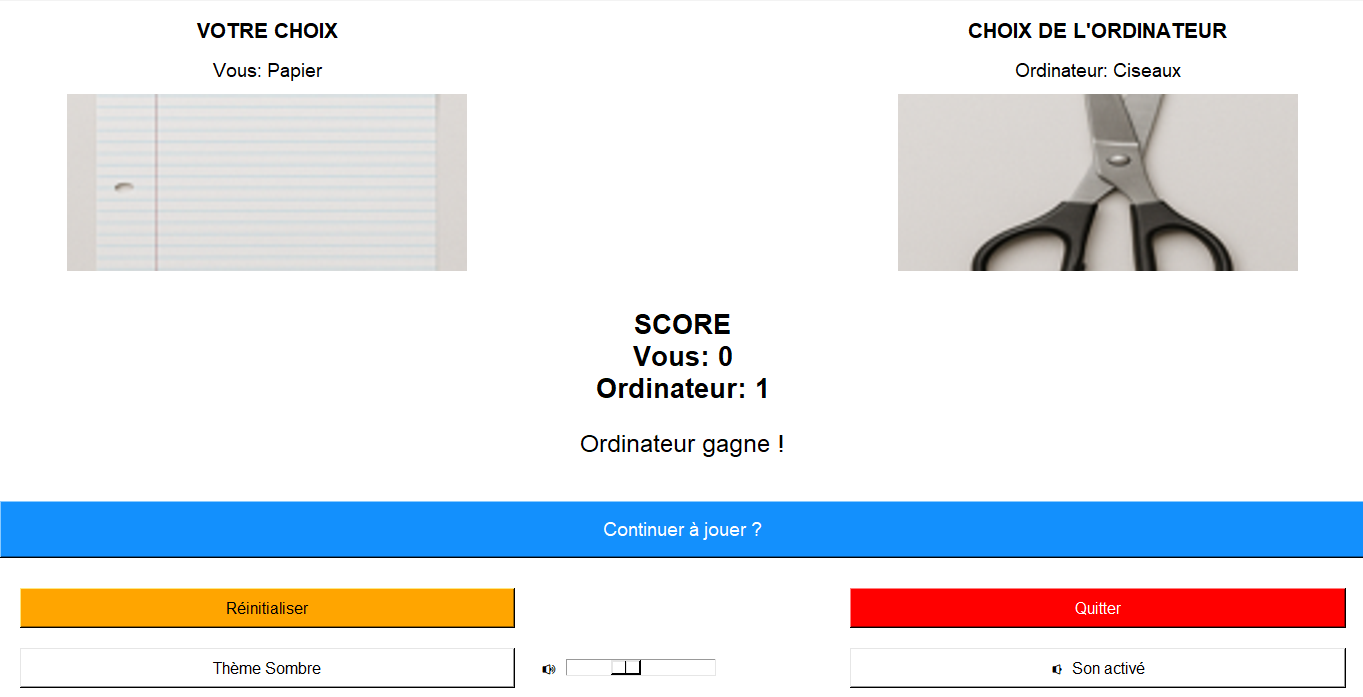 VOTRE CHOIX
Vous: Papier
CHOIX DE L'ORDINATEUR
Ordinateur: Ciseaux
SCORE
Vous: 0
Ordinateur: 1
Ordinateur gagne !
Continuer à jouer ?
Réinitialiser
Quitter
Thème Sombre
Son activé